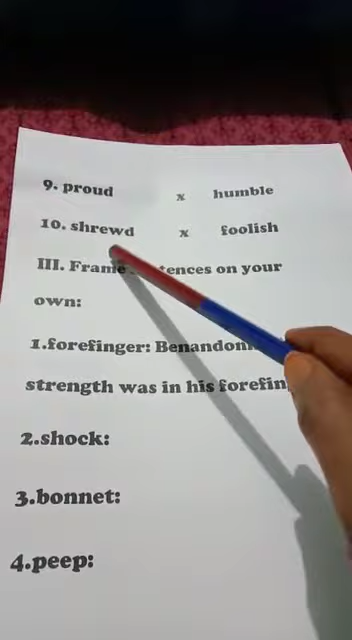 9. proud x humble
10. shrewd x foolish
III. Frame on your
own:
1.forefinger:
strength was in his
2.shock:
3.bonnet:
4.peep: